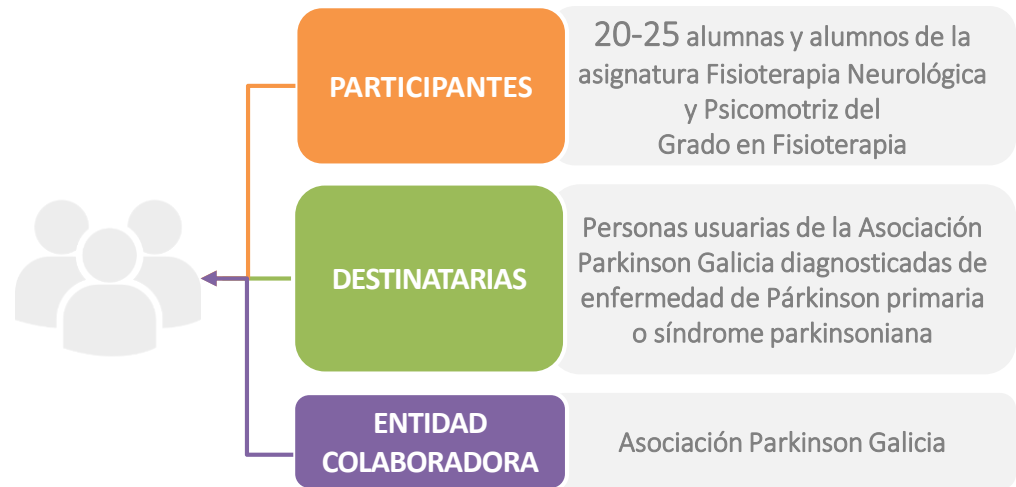 PARTICIPANTES
20-25 alumnas y alumnos de la
asignatura Fisioterapia Neurológica
y Psicomotriz del
Grado en Fisioterapia
DESTINATARIAS
Personas usuarias de la Asociación
Parkinson Galicia diagnosticadas de
enfermedad de Párkinson primaria
o síndrome parkinsoniana
ENTIDAD
COLABORADORA
Asociación Parkinson Galicia